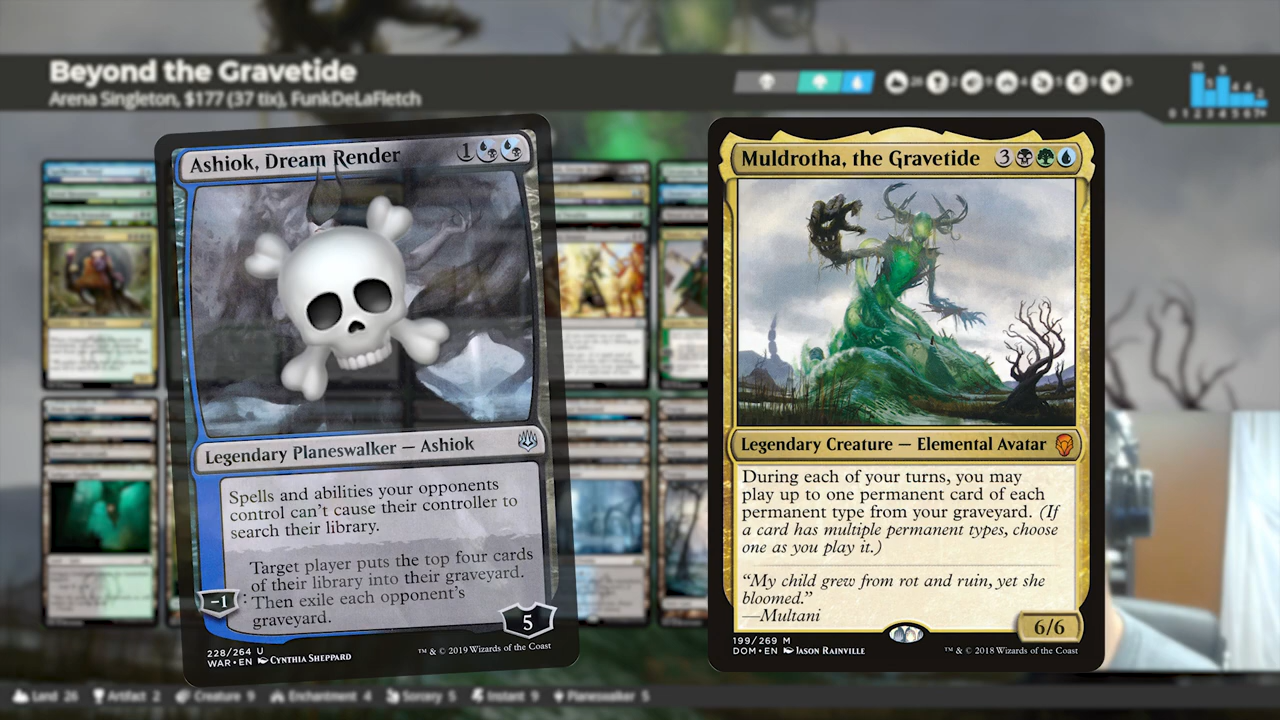 Beyond the Gravetide
Arena Singleton, $177 (37 tix), FunkDeLaFletch
Ashiok, Dream Render 1
Legendary Planeswalker — Ashiok
Spells and abilities your opponents
control can't cause their controller to
search their library.
−1: Target player puts the top four cards
of their library into their graveyard.
Then exile each opponent's
graveyard.
5
228/264 U
WAR • EN Cynthia Sheppard
™ & © 2019 Wizards of the Coast
Muldrotha, the Gravetide 3
Legendary Creature — Elemental Avatar
During each of your turns, you may
play up to one permanent card of each
permanent type from your graveyard. (If
a card has multiple permanent types, choose
one as you play it.)
“My child grew from rot and ruin, yet she
bloomed.”
—Multani
6/6
199/269 M
DOM • EN Jason Rainville
™ & © 2018 Wizards of the Coast
Land 26 Artifact 2 Creature 9 Enchantment 4 Sorcery 5 Instant 9 Planeswalker 5